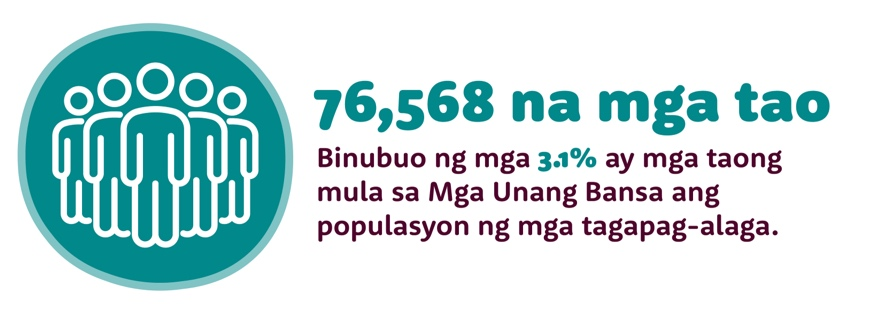 76,568 na mga tao
Binubuo ng mga 3.1% ay mga taong
mula sa Mga Unang Bansa ang
populasyon ng mga tagapag-alaga.